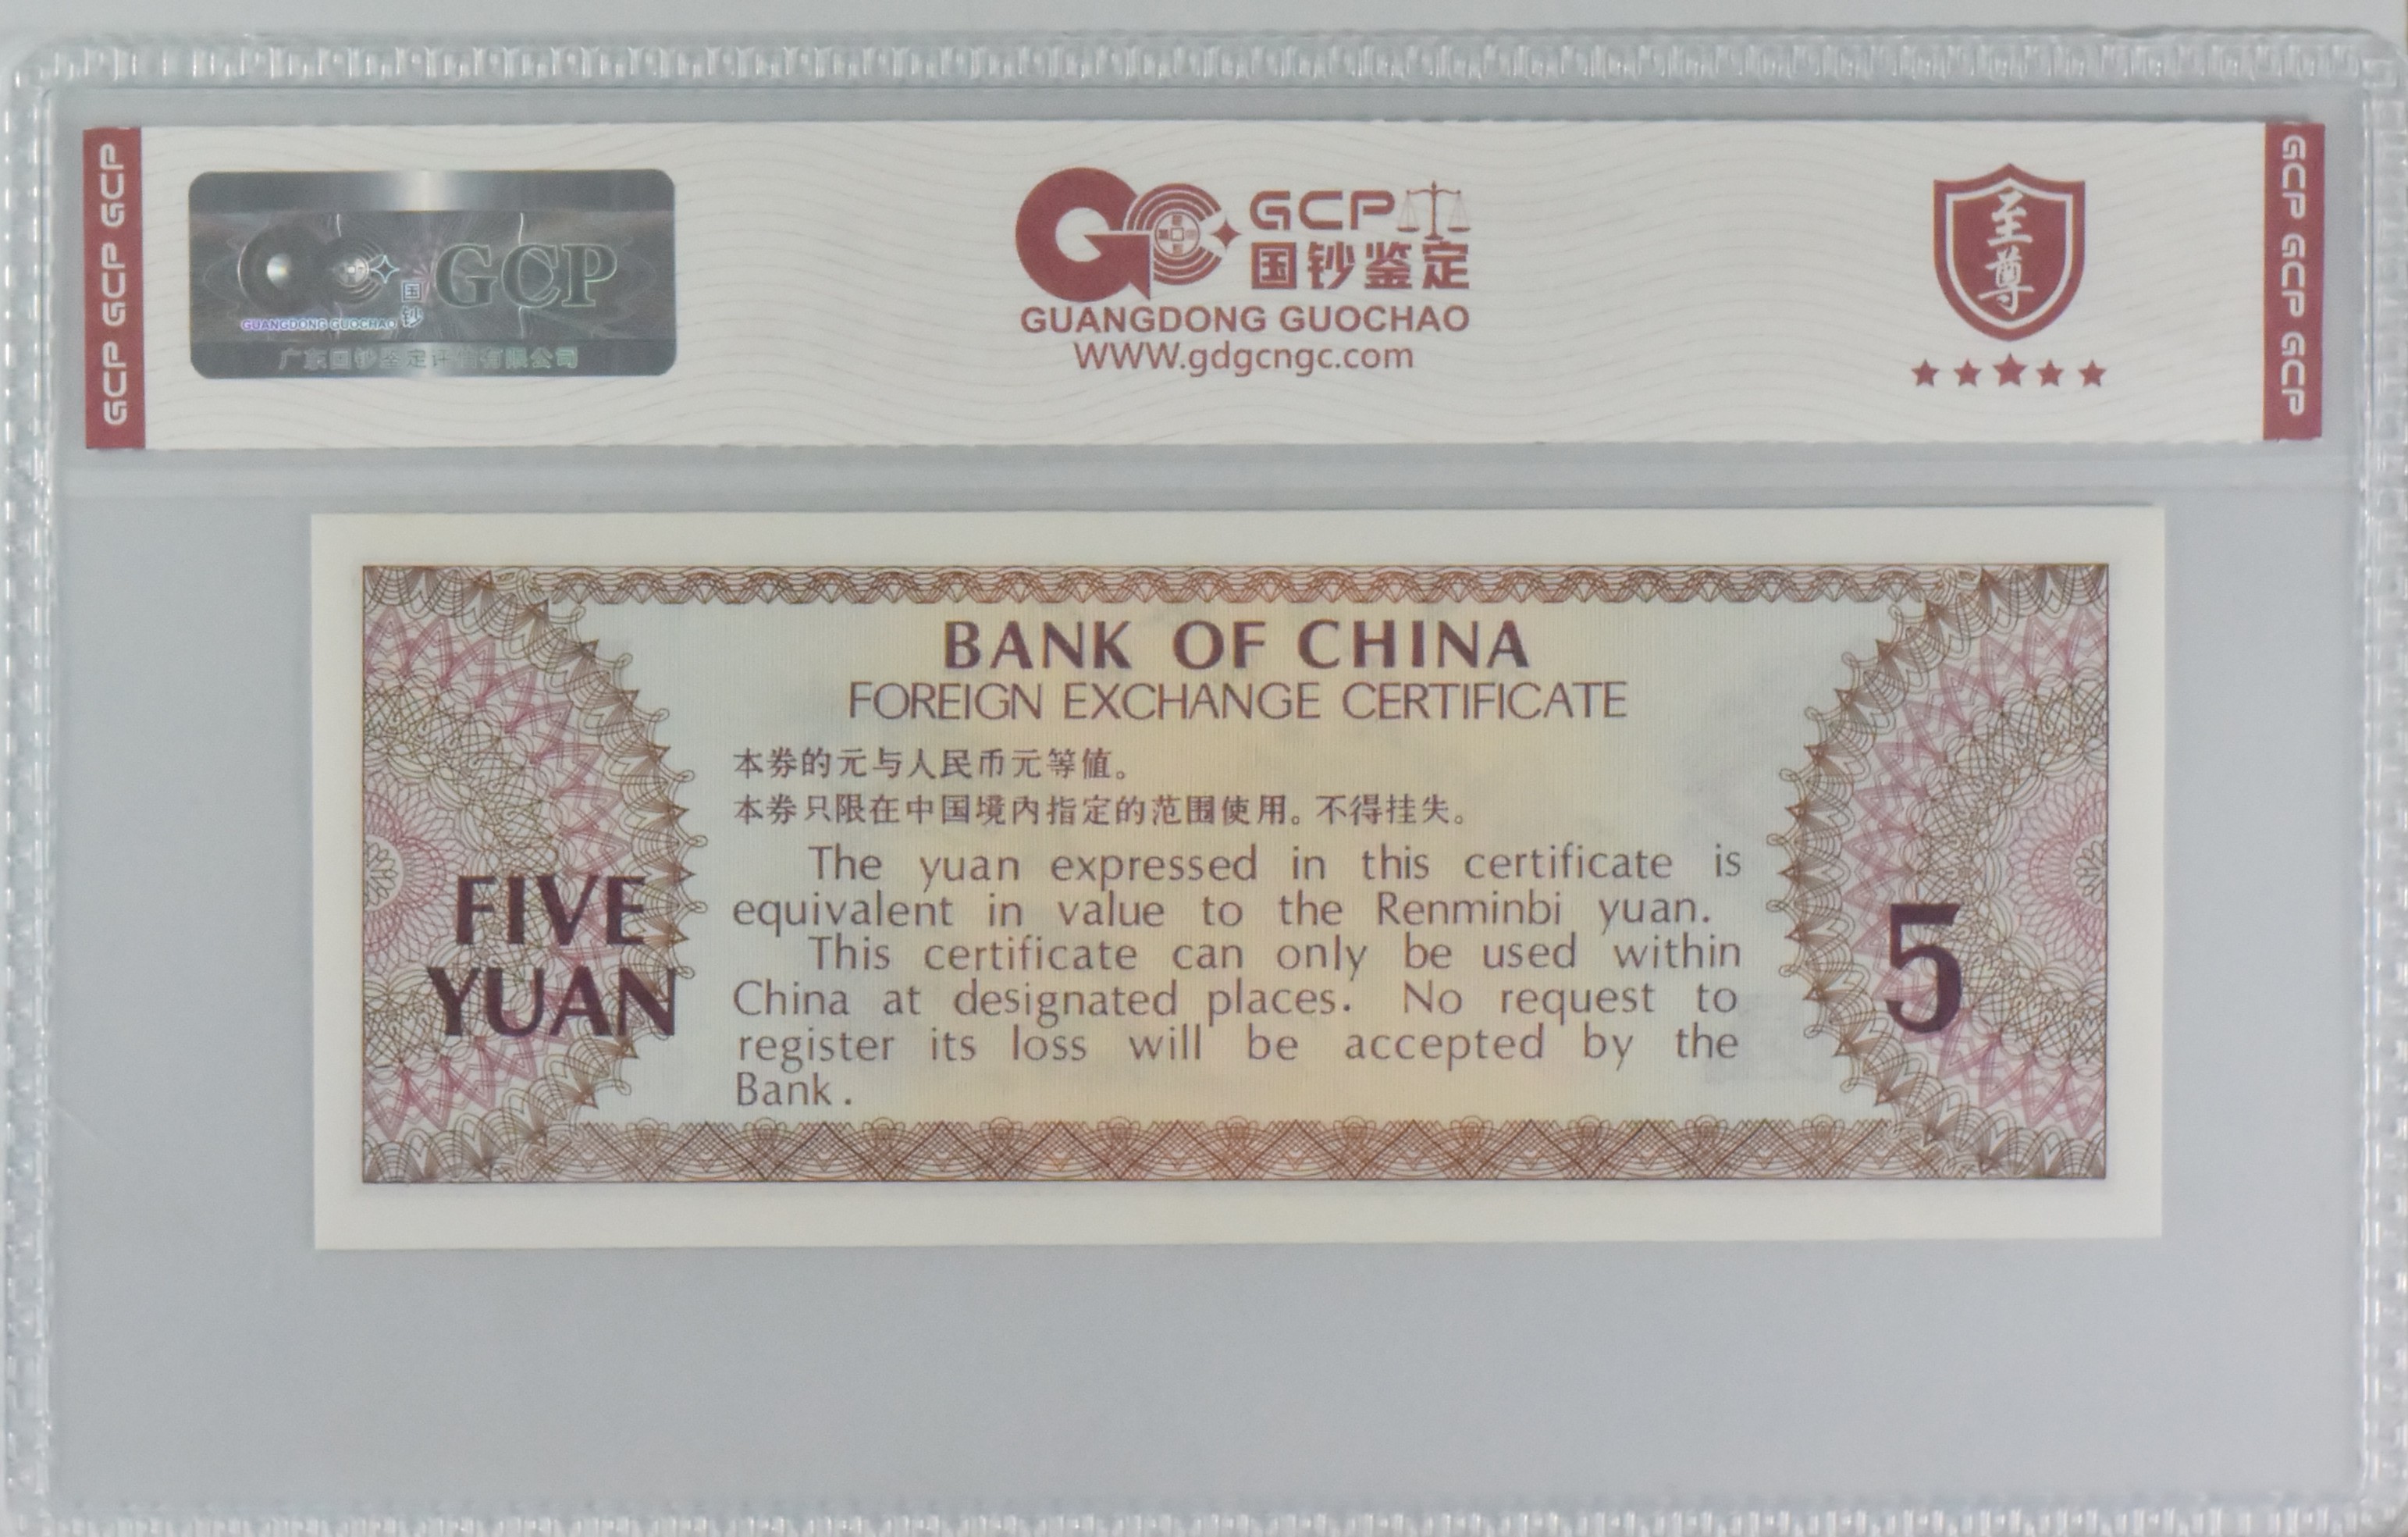 GCP GCP GCP
GCP
国钞
GUANGDONG GUOCHAO
广东国钞鉴定评估有限公司
GCP
国钞鉴定
GUANGDONG GUOCHAO
WWW.gdgcngc.com
至尊
GCP GCP GCP
BANK OF CHINA
FOREIGN EXCHANGE CERTIFICATE
本券的元与人民币元等值。
本券只限在中国境内指定的范围使用。不得挂失。
The yuan expressed in this certificate is
equivalent in value to the Renminbi yuan.
This certificate can only be used within
China at designated places. No request to
register its loss will be accepted by the
Bank.
FIVE
YUAN
5